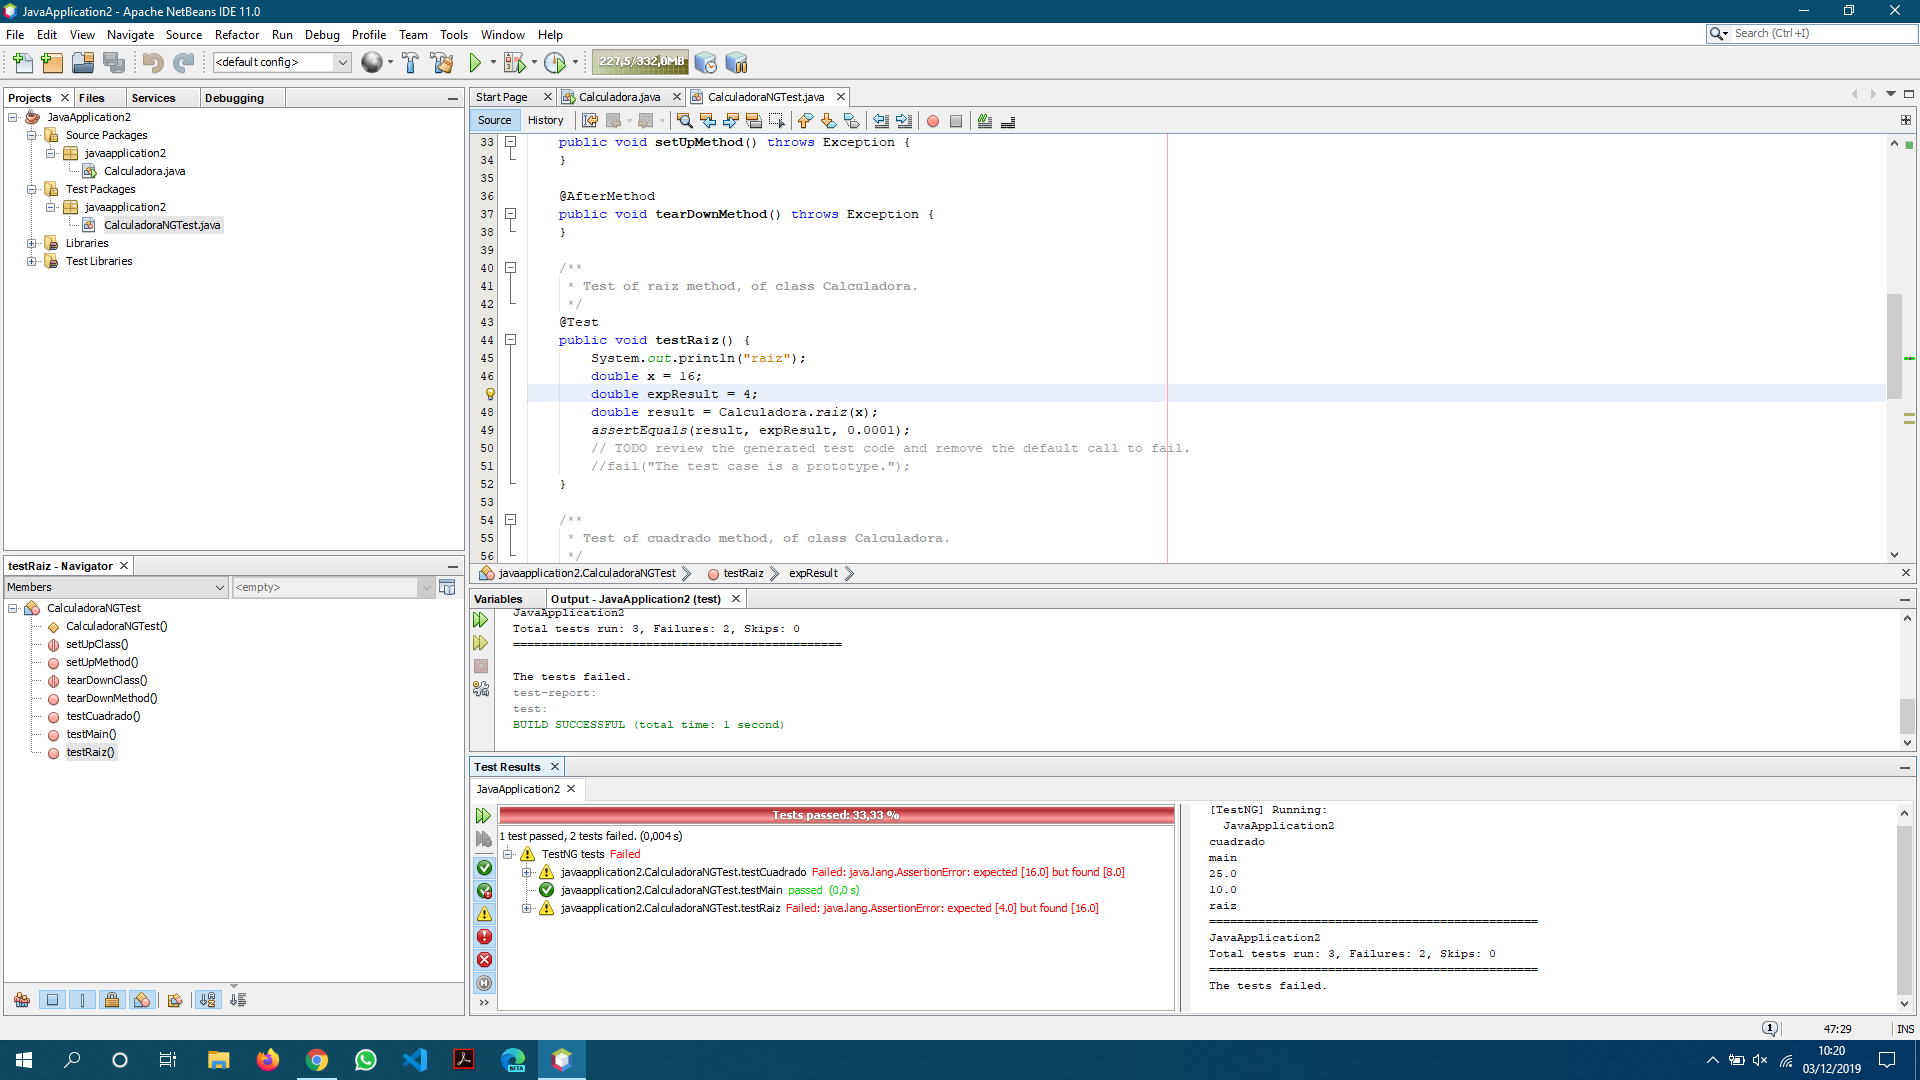 JavaApplication2 - Apache NetBeans IDE 11.0
File Edit View Navigate Source Refactor Run Debug Profile Team Tools Window Help
Search (Ctrl+I)
<default config>
227,5/332,0MB
Projects Files Services Debugging
JavaApplication2
Source Packages
javaapplication2
Calculadora.java
Test Packages
javaapplication2
CalculadoraNGTest.java
Libraries
Test Libraries
testRaiz - Navigator
Members
<empty>
CalculadoraNGTest
CalculadoraNGTest()
setUpClass()
setUpMethod()
tearDownClass()
tearDownMethod()
testCuadrado()
testMain()
testRaiz()
Start Page Calculadora.java CalculadoraNGTest.java
Source History
33 public void setUpMethod() throws Exception {
34 }
35
36 @AfterMethod
37 public void tearDownMethod() throws Exception {
38 }
39
40 /**
41 * Test of raiz method, of class Calculadora.
42 */
43 @Test
44 public void testRaiz() {
45 System.out.println("raiz");
46 double x = 16;
double expResult = 4;
48 double result = Calculadora.raiz(x);
49 assertEquals(result, expResult, 0.0001);
50 // TODO review the generated test code and remove the default call to fail.
51 //fail("The test case is a prototype.");
52 }
53
54 /**
55 * Test of cuadrado method, of class Calculadora.
56 */
javaapplication2.CalculadoraNGTest testRaiz expResult
Variables Output - JavaApplication2 (test)
JavaApplication2
Total tests run: 3, Failures: 2, Skips: 0
===============================================
The tests failed.
test-report:
test:
BUILD SUCCESSFUL (total time: 1 second)
Test Results
JavaApplication2
Tests passed: 33,33 %
1 test passed, 2 tests failed. (0,004 s)
TestNG tests Failed
javaapplication2.CalculadoraNGTest.testCuadrado Failed: java.lang.AssertionError: expected [16.0] but found [8.0]
javaapplication2.CalculadoraNGTest.testMain passed (0,0 s)
javaapplication2.CalculadoraNGTest.testRaiz Failed: java.lang.AssertionError: expected [4.0] but found [16.0]
[TestNG] Running:
JavaApplication2
cuadrado
main
25.0
10.0
raiz
===============================================
JavaApplication2
Total tests run: 3, Failures: 2, Skips: 0
===============================================
The tests failed.
1
47:29
INS
BETA
10:20
03/12/2019